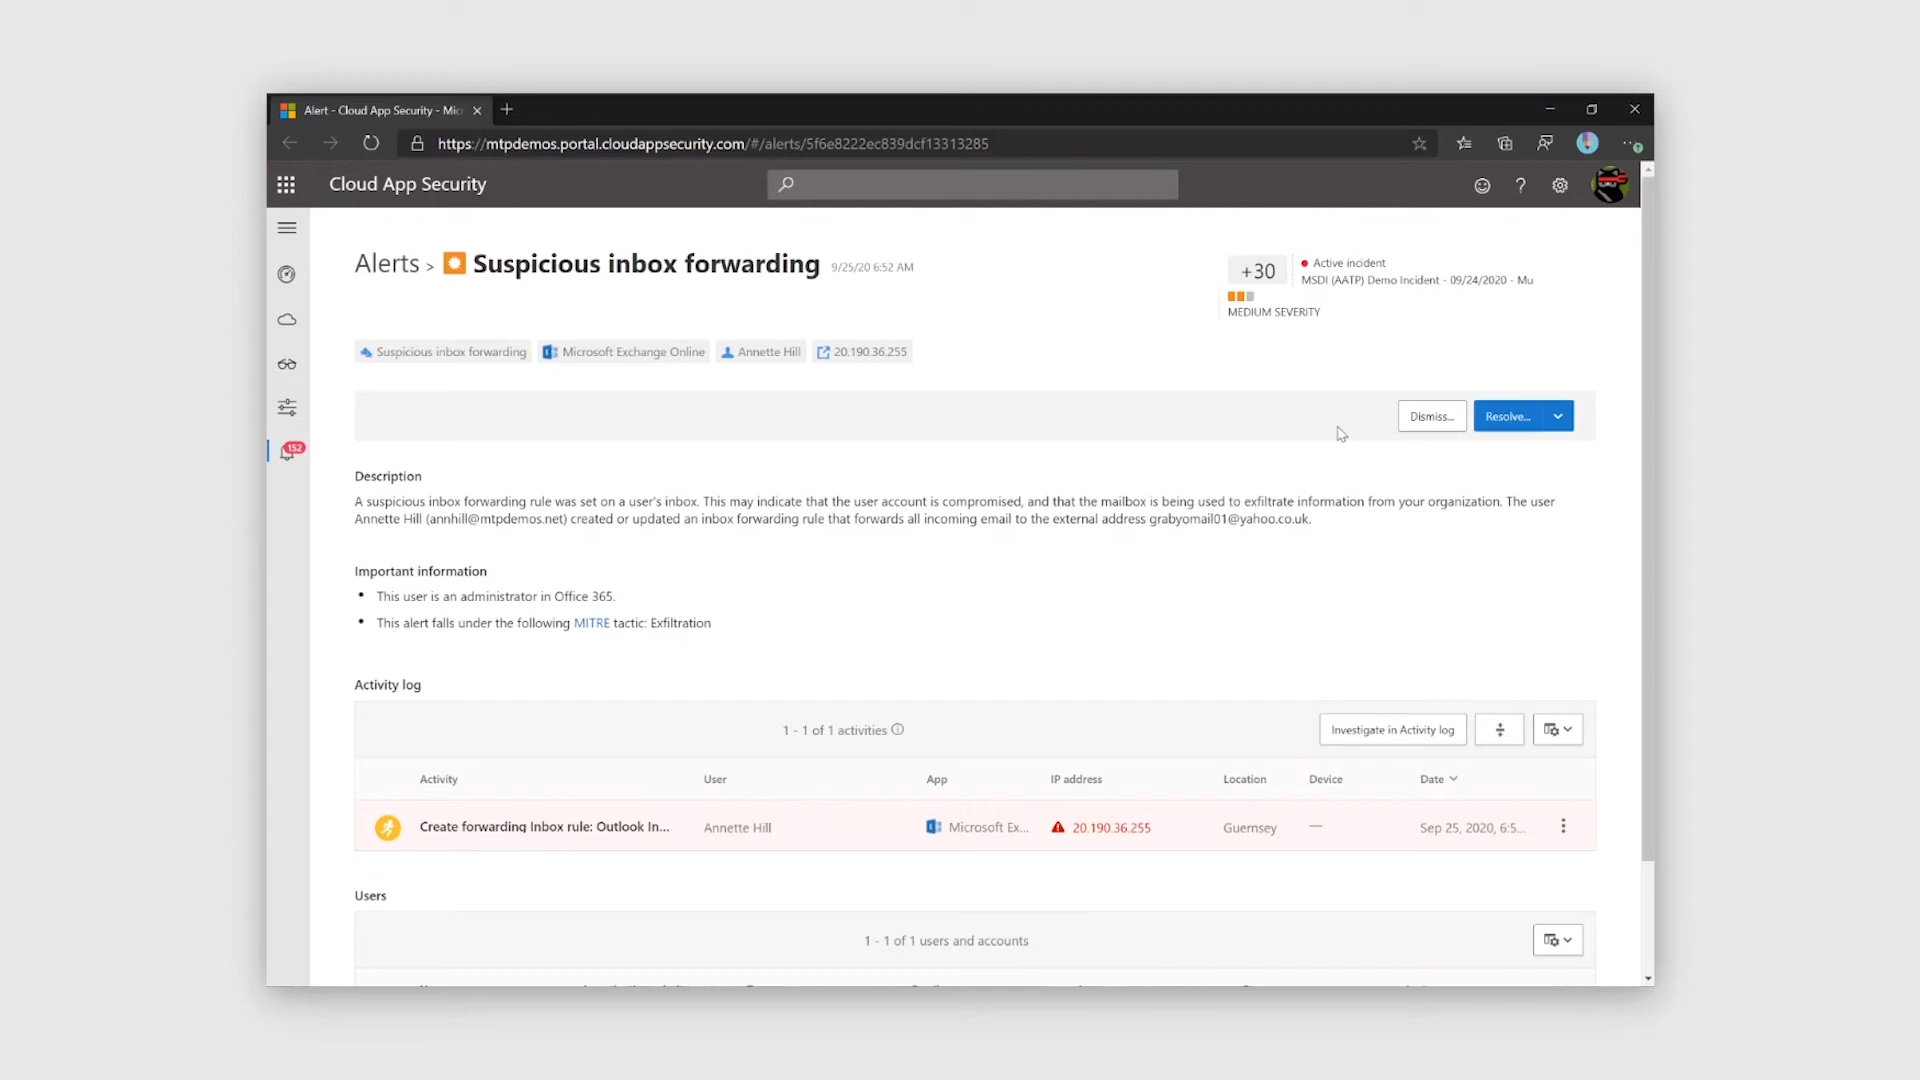 Alert - Cloud App Security - Mic
https://mtpdemos.portal.cloudappsecurity.com/#/alerts/5f6e8222ec839dcf13313285
Cloud App Security
?
152
Alerts > Suspicious inbox forwarding 9/25/20 6:52 AM
+30
Active incident
MSDI (AATP) Demo Incident - 09/24/2020 - Mu
MEDIUM SEVERITY
Suspicious inbox forwarding
Microsoft Exchange Online
Annette Hill
20.190.36.255
Dismiss...
Resolve...
Description
A suspicious inbox forwarding rule was set on a user's inbox. This may indicate that the user account is compromised, and that the mailbox is being used to exfiltrate information from your organization. The user
Annette Hill (annhill@mtpdemos.net) created or updated an inbox forwarding rule that forwards all incoming email to the external address grabyomail01@yahoo.co.uk.
Important information
• This user is an administrator in Office 365.
• This alert falls under the following MITRE tactic: Exfiltration
Activity log
1 - 1 of 1 activities
Investigate in Activity log
Activity User App IP address Location Device Date
Create forwarding Inbox rule: Outlook In... Annette Hill Microsoft Ex... 20.190.36.255 Guernsey — Sep 25, 2020, 6:5...
Users
1 - 1 of 1 users and accounts